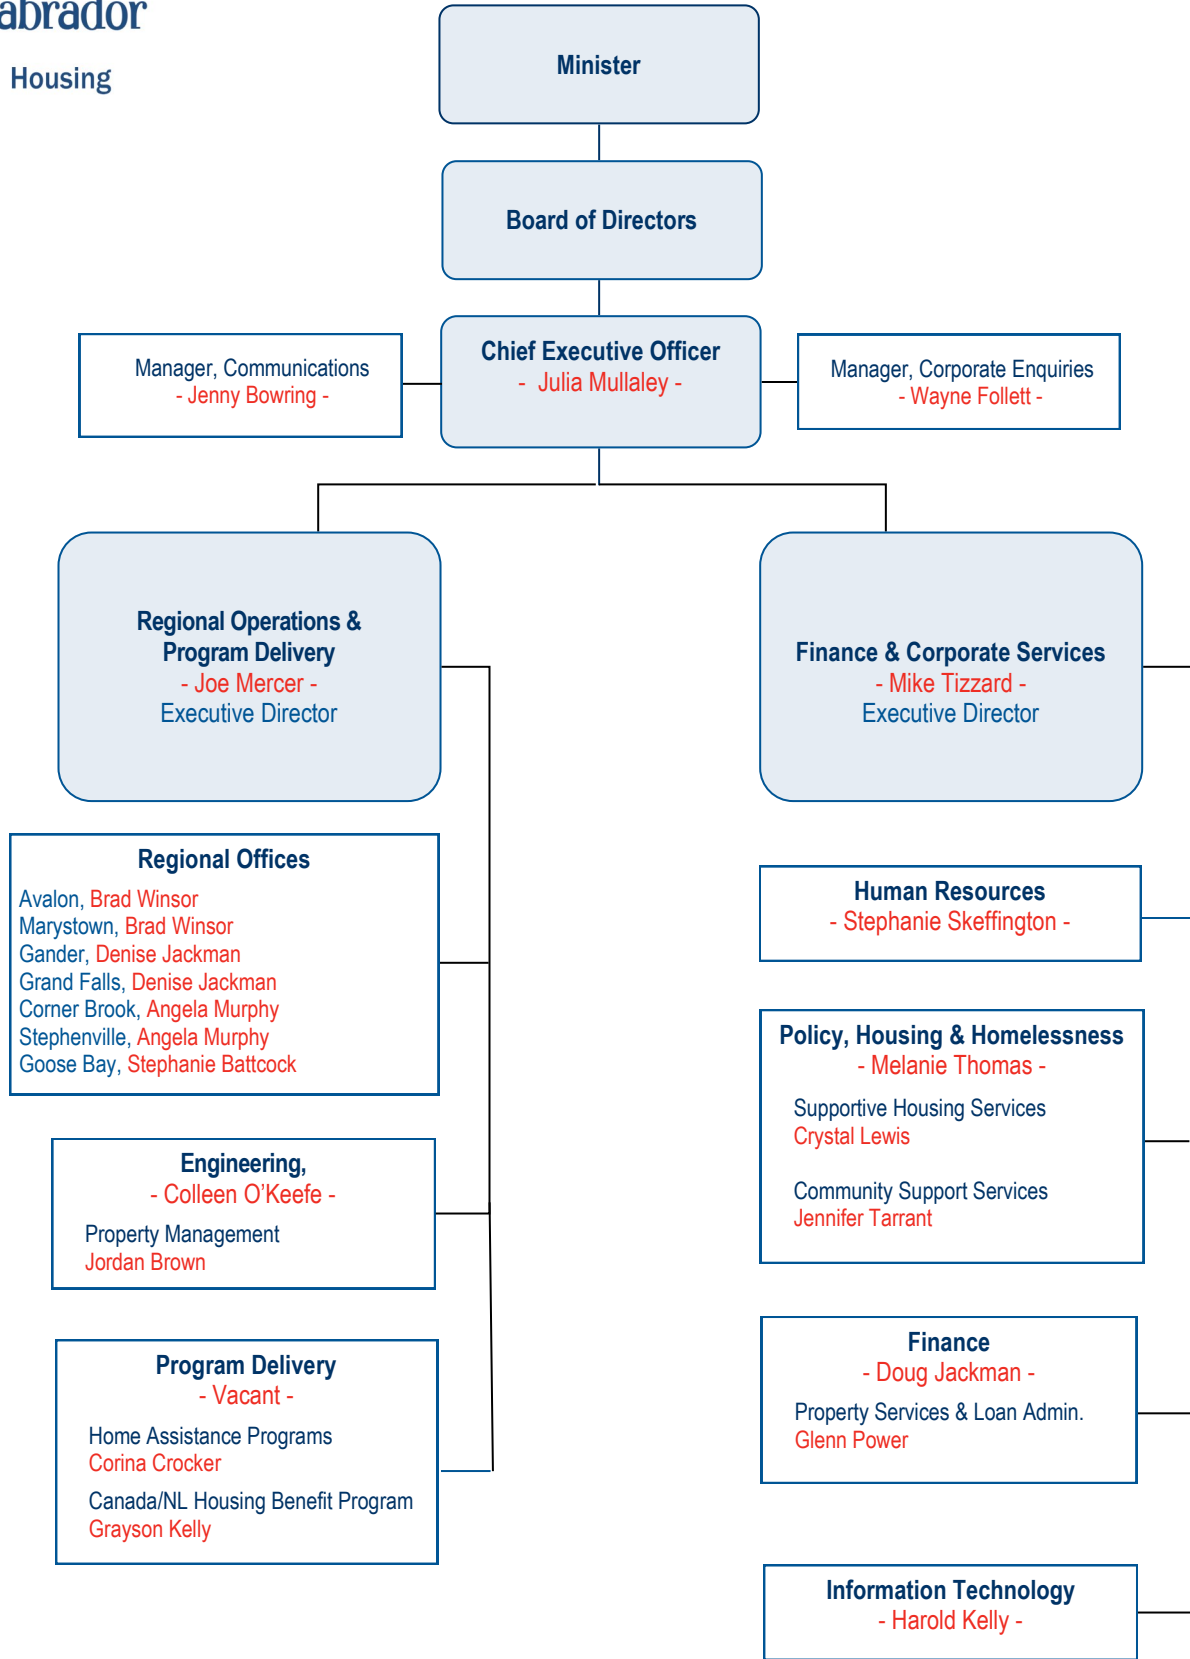 abrador
Housing
Minister
Board of Directors
Chief Executive Officer
- Julia Mullaley -
Manager, Communications
- Jenny Bowring -
Manager, Corporate Enquiries
- Wayne Follett -
Regional Operations &
Program Delivery
- Joe Mercer -
Executive Director
Finance & Corporate Services
- Mike Tizzard -
Executive Director
Regional Offices
Avalon, Brad Winsor
Marystown, Brad Winsor
Gander, Denise Jackman
Grand Falls, Denise Jackman
Corner Brook, Angela Murphy
Stephenville, Angela Murphy
Goose Bay, Stephanie Battcock
Engineering,
- Colleen O’Keefe -
Property Management
Jordan Brown
Program Delivery
- Vacant -
Home Assistance Programs
Corina Crocker
Canada/NL Housing Benefit Program
Grayson Kelly
Human Resources
- Stephanie Skeffington -
Policy, Housing & Homelessness
- Melanie Thomas -
Supportive Housing Services
Crystal Lewis
Community Support Services
Jennifer Tarrant
Finance
- Doug Jackman -
Property Services & Loan Admin.
Glenn Power
Information Technology
- Harold Kelly -